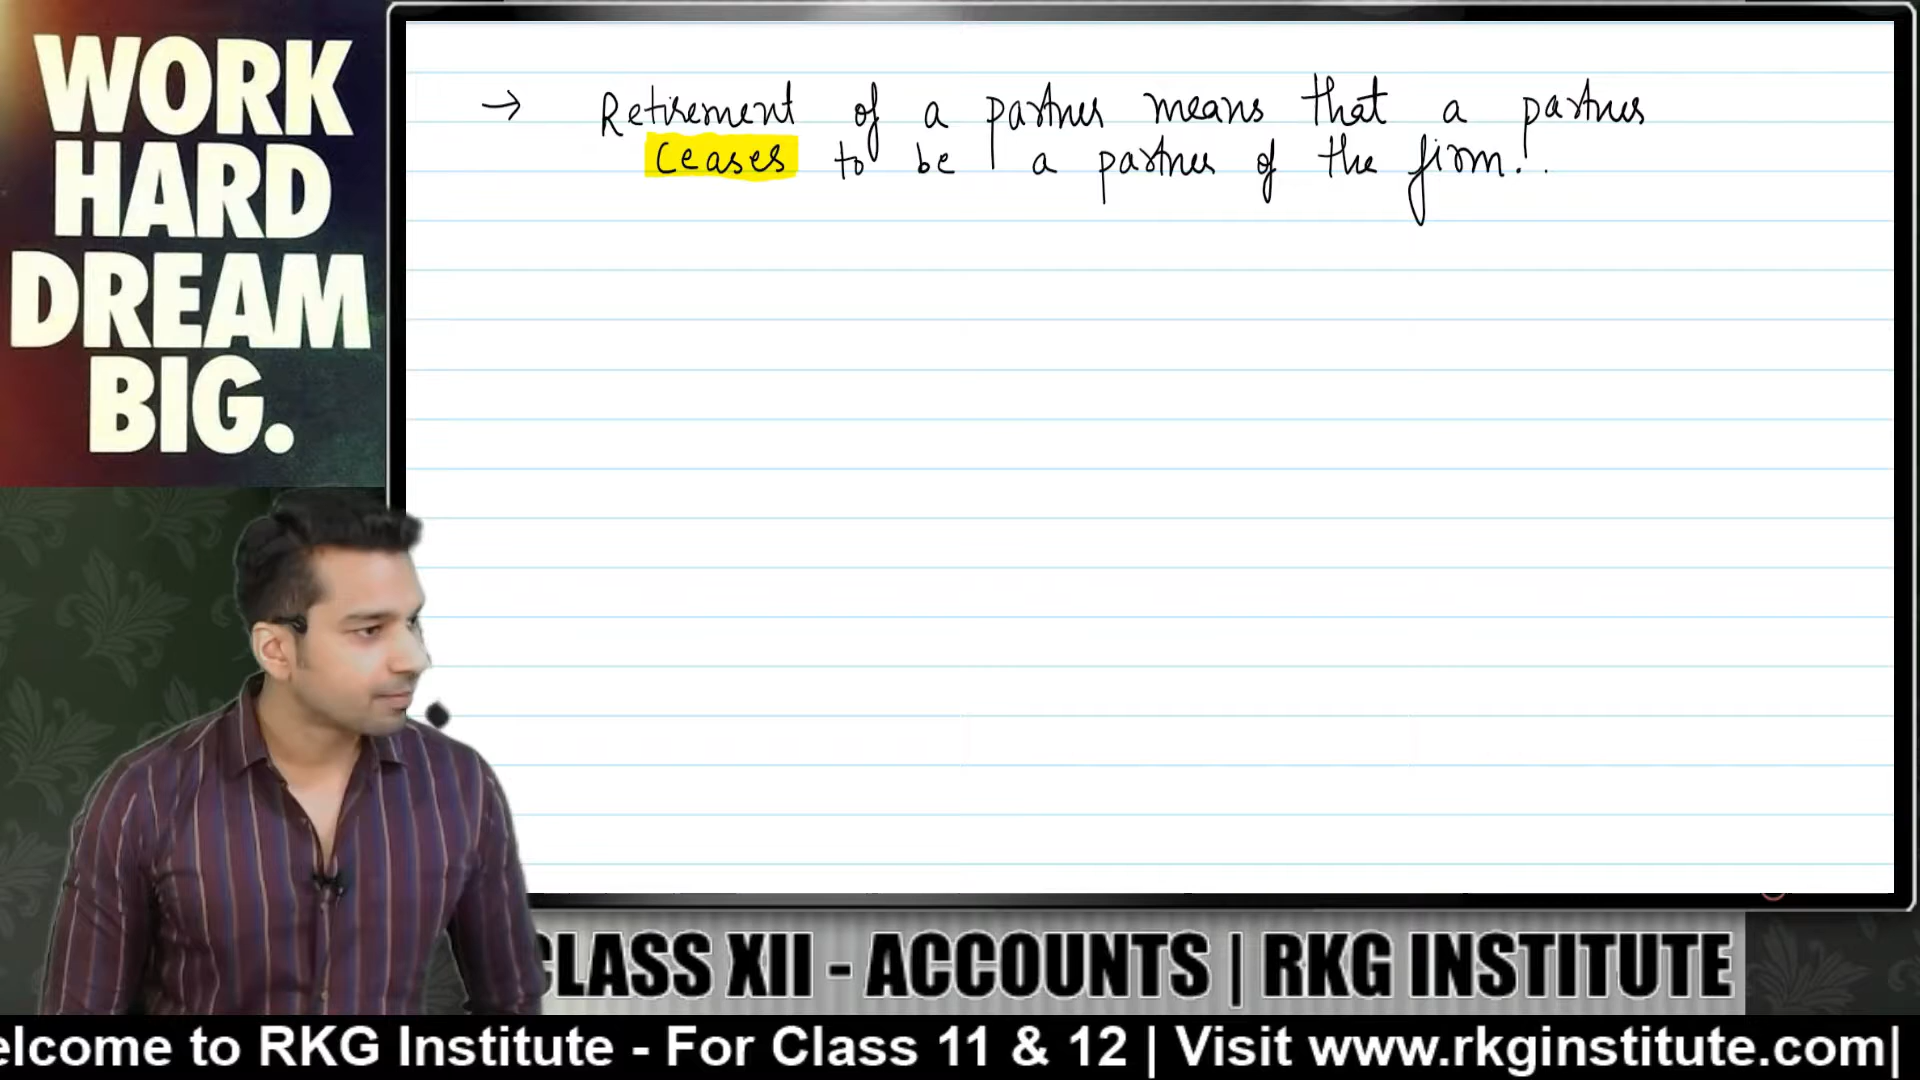 WORK
HARD
DREAM
BIG.
→ Retirement of a partner means that a partner
ceases to be a partner of the firm.
CLASS XII - ACCOUNTS | RKG INSTITUTE
elcome to RKG Institute - For Class 11 & 12 | Visit www.rkginstitute.com|